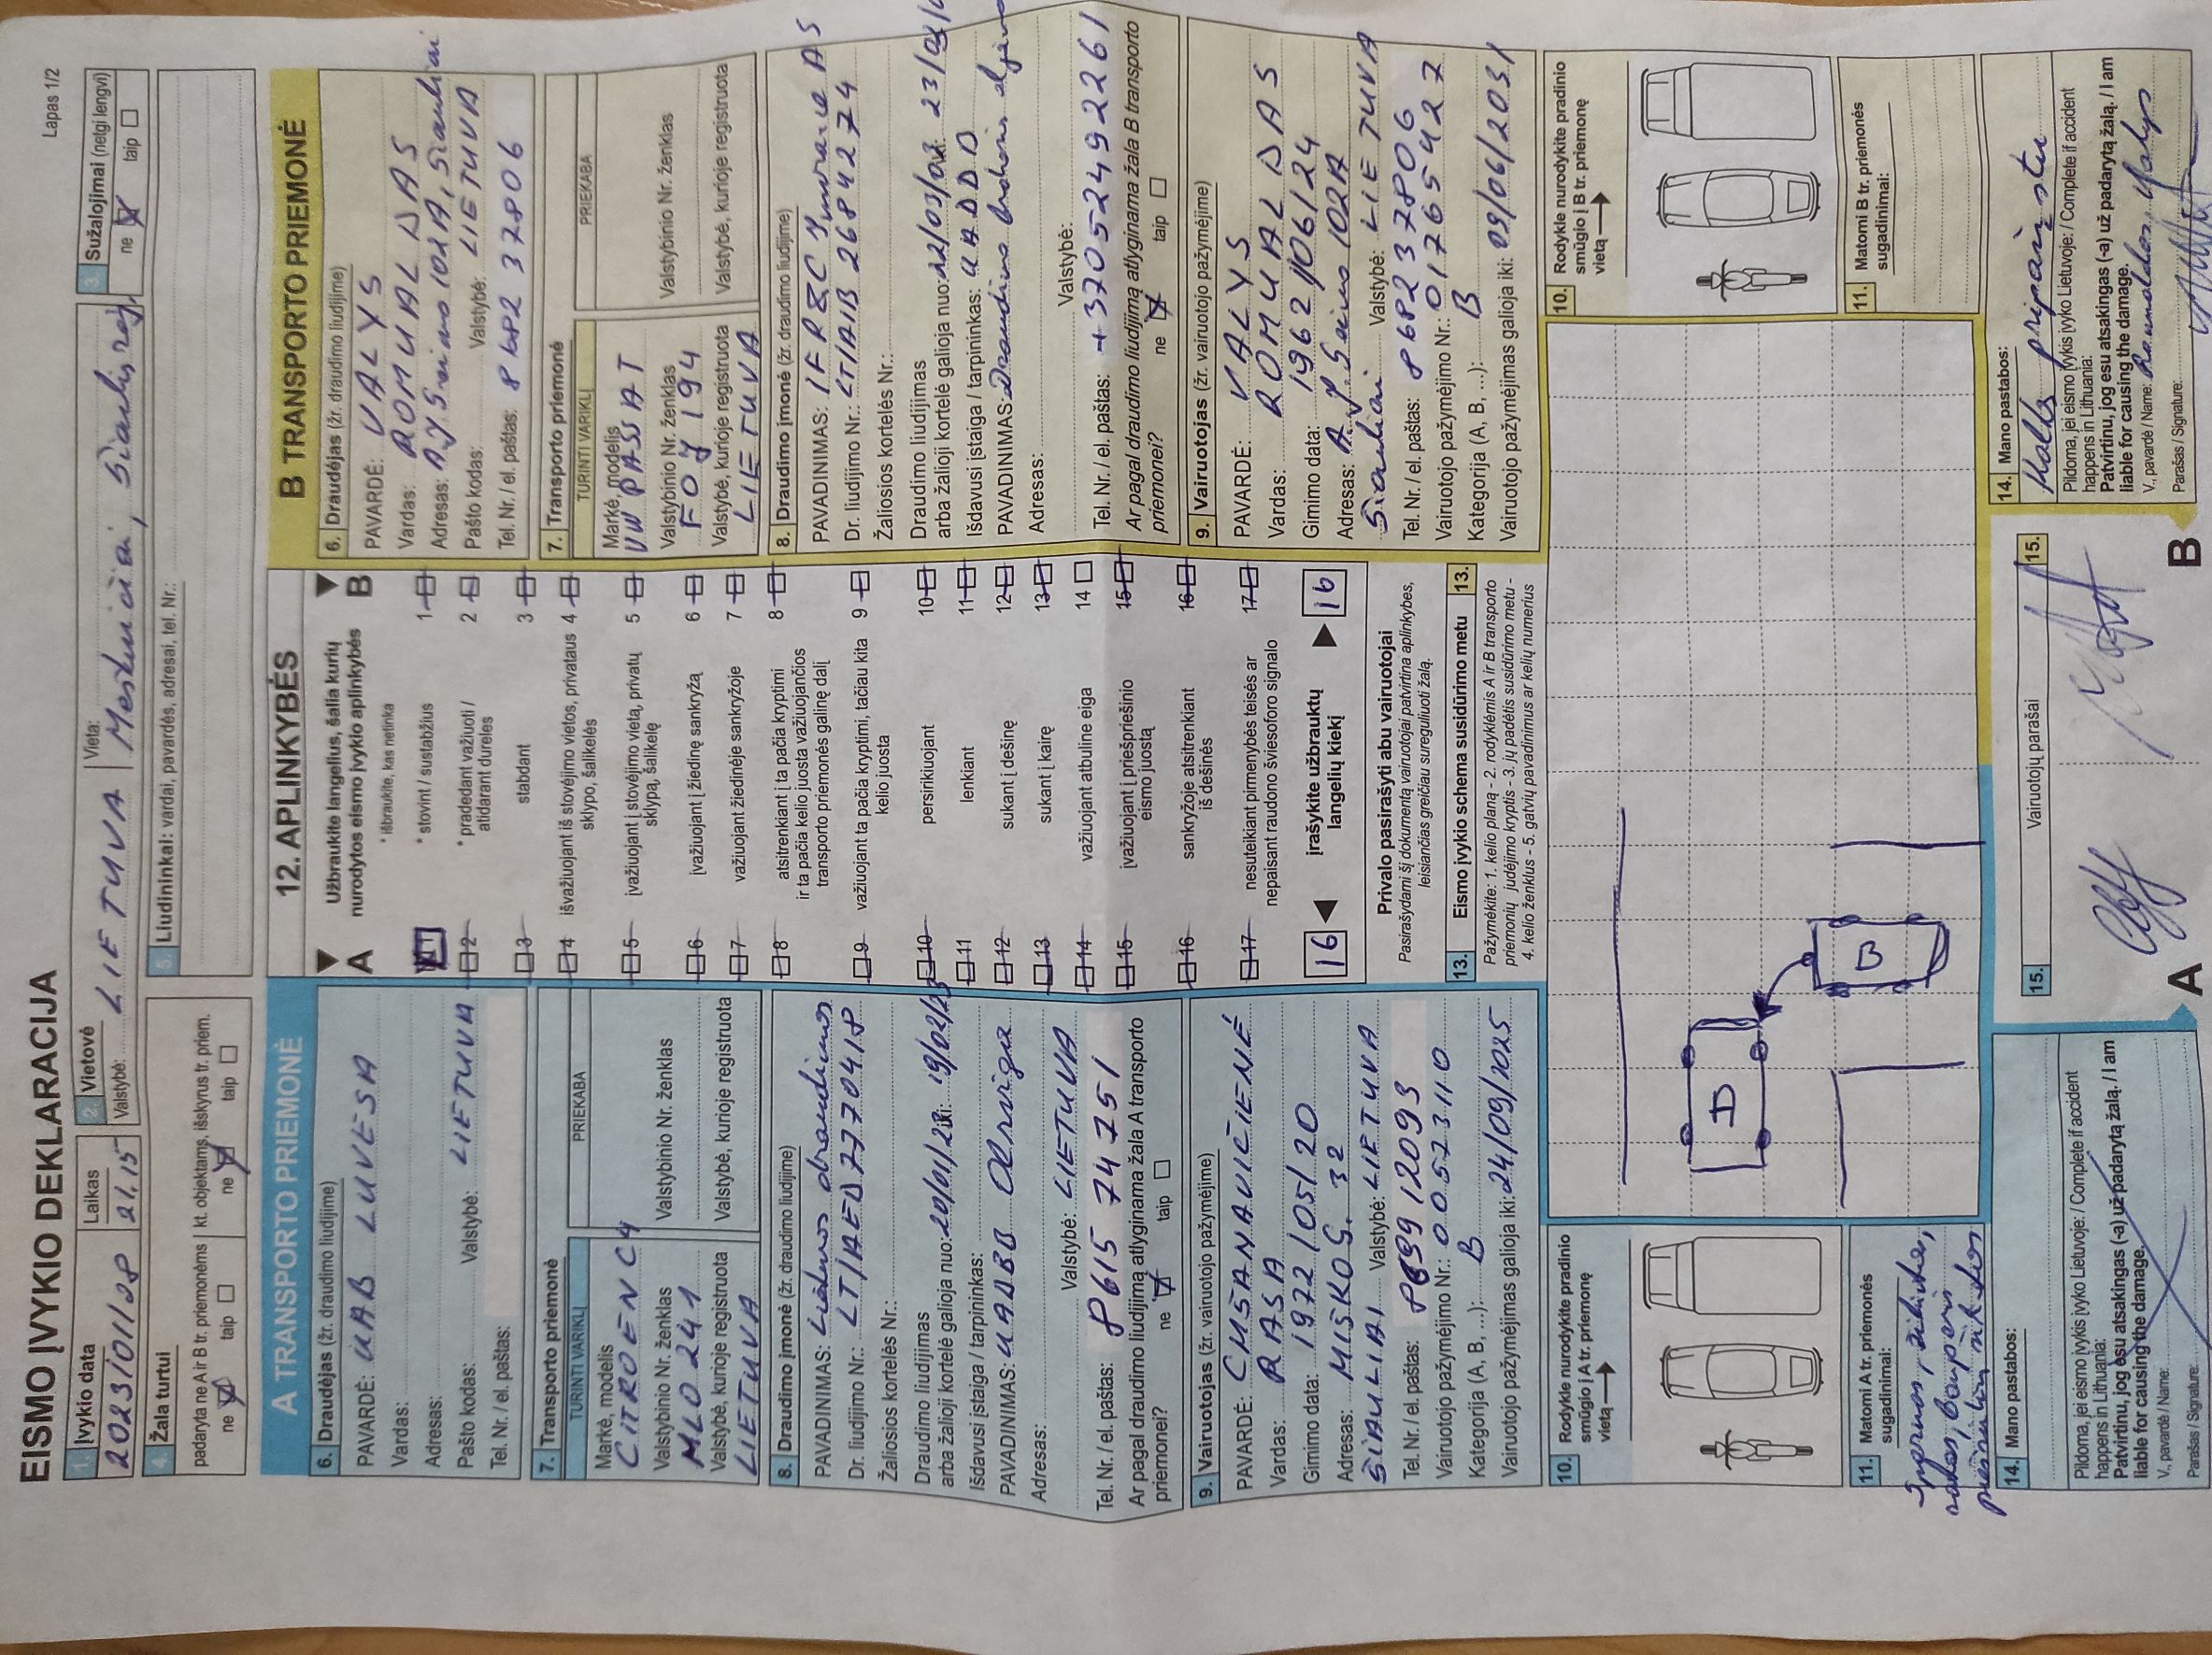 EISMO ĮVYKIO DEKLARACIJA
Lapas 1/2
1. Įvykio data
2023/01/28
Laikas
21.15
2. Vietovė
Valstybė: LIETUVA
Vieta:
Meškuičiai, Šiaulių raj.
3. Sužalojimai (netgi lengvi)
ne taip
4. Žala turtui
padaryta ne A ir B tr. priemonėms
ne taip
kt. objektams, išskyrus tr. priem.
ne taip
5. Liudininkai: vardai, pavardės, adresai, tel. Nr.:
A TRANSPORTO PRIEMONĖ
6. Draudėjas (žr. draudimo liudijime)
PAVARDĖ: UAB LUVESA
Vardas:
Adresas:
Pašto kodas: Valstybė: LIETUVA
Tel. Nr. / el. paštas:
7. Transporto priemonė
TURINTI VARIKLĮ
Markė, modelis
CITROEN C4
Valstybinio Nr. ženklas
MLO 241
Valstybė, kurioje registruota
LIETUVA
PRIEKABA
Valstybinio Nr. ženklas
Valstybė, kurioje registruota
8. Draudimo įmonė (žr. draudimo liudijime)
PAVADINIMAS: Lietuvos draudimas
Dr. liudijimo Nr.: LT/AED 7770418
Žaliosios kortelės Nr.:
Draudimo liudijimas
arba žalioji kortelė galioja nuo: 20/01/23 iki: 19/02/23
Išdavusi įstaiga / tarpininkas:
PAVADINIMAS: UADBB
Adresas:
Valstybė: LIETUVA
Tel. Nr. / el. paštas: 8615 74751
Ar pagal draudimo liudijimą atlyginama žala A transporto
priemonei? ne taip
9. Vairuotojas (žr. vairuotojo pažymėjime)
PAVARDĖ:
Vardas: RASA
Gimimo data: 1972/05/20
Adresas: MIŠKO G. 32
ŠIAULIAI Valstybė: LIETUVA
Tel. Nr. / el. paštas: 8699 12093
Vairuotojo pažymėjimo Nr.: 00573110
Kategorija (A, B, ...): B
Vairuotojo pažymėjimas galioja iki: 24/09/2025
12. APLINKYBĖS
A B
Užbraukite langelius, šalia kurių
nurodytos eismo įvykio aplinkybės
* išbraukite, kas netinka
1 * stovint / sustabžius 1
2 * pradedant važiuoti / 2
atidarant dureles
3 stabdant 3
4 išvažiuojant iš stovėjimo vietos, privataus 4
sklypo, šalikelės
5 įvažiuojant į stovėjimo vietą, privatų 5
sklypą, šalikelę
6 įvažiuojant į žiedinę sankryžą 6
7 važiuojant žiedinėje sankryžoje 7
8 atsitrenkiant į ta pačia kryptimi 8
ir ta pačia kelio juosta važiuojančios
transporto priemonės galinę dalį
9 važiuojant ta pačia kryptimi, tačiau kita 9
kelio juosta
10 persirikiuojant 10
11 lenkiant 11
12 sukant į dešinę 12
13 sukant į kairę 13
14 važiuojant atbuline eiga 14
15 įvažiuojant į priešpriešinio 15
eismo juostą
16 sankryžoje atsitrenkiant 16
iš dešinės
17 nesuteikiant pirmenybės teisės ar 17
nepaisant raudono šviesoforo signalo
16 įrašykite užbrauktų 16
langelių kiekį
Privalo pasirašyti abu vairuotojai
Pasirašydami šį dokumentą vairuotojai patvirtina aplinkybes,
leisiančias greičiau sureguliuoti žalą.
13. Eismo įvykio schema susidūrimo metu 13.
Pažymėkite: 1. kelio planą - 2. rodyklėmis A ir B transporto
priemonių judėjimo kryptis - 3. jų padėtis susidūrimo metu -
4. kelio ženklus - 5. gatvių pavadinimus ar kelių numerius
B TRANSPORTO PRIEMONĖ
6. Draudėjas (žr. draudimo liudijime)
PAVARDĖ: VALYS
Vardas: ROMUALDAS
Adresas: A. J. Seimo 102A, Šiauliai
Pašto kodas: Valstybė: LIETUVA
Tel. Nr. / el. paštas: 8682 37806
7. Transporto priemonė
TURINTI VARIKLĮ
Markė, modelis
VW PASSAT
Valstybinio Nr. ženklas
FOJ 194
Valstybė, kurioje registruota
LIETUVA
PRIEKABA
Valstybinio Nr. ženklas
Valstybė, kurioje registruota
8. Draudimo įmonė (žr. draudimo liudijime)
PAVADINIMAS: IF P&C Insurance AS
Dr. liudijimo Nr.: LT/AIB 2684274
Žaliosios kortelės Nr.:
Draudimo liudijimas
arba žalioji kortelė galioja nuo: 22/03/03 iki:
Išdavusi įstaiga / tarpininkas:
PAVADINIMAS: Draudimo
Adresas:
Valstybė:
Tel. Nr. / el. paštas: +37052492261
Ar pagal draudimo liudijimą atlyginama žala B transporto
priemonei? ne taip
9. Vairuotojas (žr. vairuotojo pažymėjime)
PAVARDĖ: VALYS
Vardas: ROMUALDAS
Gimimo data: 1962/06/24
Adresas: A. J. Seimo 102A
Šiauliai Valstybė: LIETUVA
Tel. Nr. / el. paštas: 868237806
Vairuotojo pažymėjimo Nr.: 01765427
Kategorija (A, B, ...): B
Vairuotojo pažymėjimas galioja iki: 09/06/2031
10. Rodykle nurodykite pradinio
smūgio į A tr. priemonę
vietą
A
B
10. Rodykle nurodykite pradinio
smūgio į B tr. priemonę
vietą
11. Matomi A tr. priemonės
sugadinimai:
Sparnas, žibintas,
ratas, bamperis
11. Matomi B tr. priemonės
sugadinimai:
14. Mano pastabos:
Pildoma, jei eismo įvykis įvyko Lietuvoje: / Complete if accident
happens in Lithuania:
Patvirtinu, jog esu atsakingas (-a) už padarytą žalą. / I am
liable for causing the damage.
V., pavardė / Name:
Parašas / Signature:
15. Vairuotojų parašai 15.
A B
14. Mano pastabos:
Kaltę pripažįstu
Pildoma, jei eismo įvykis įvyko Lietuvoje: / Complete if accident
happens in Lithuania:
Patvirtinu, jog esu atsakingas (-a) už padarytą žalą. / I am
liable for causing the damage.
V., pavardė / Name: Romualdas Valys
Parašas / Signature: